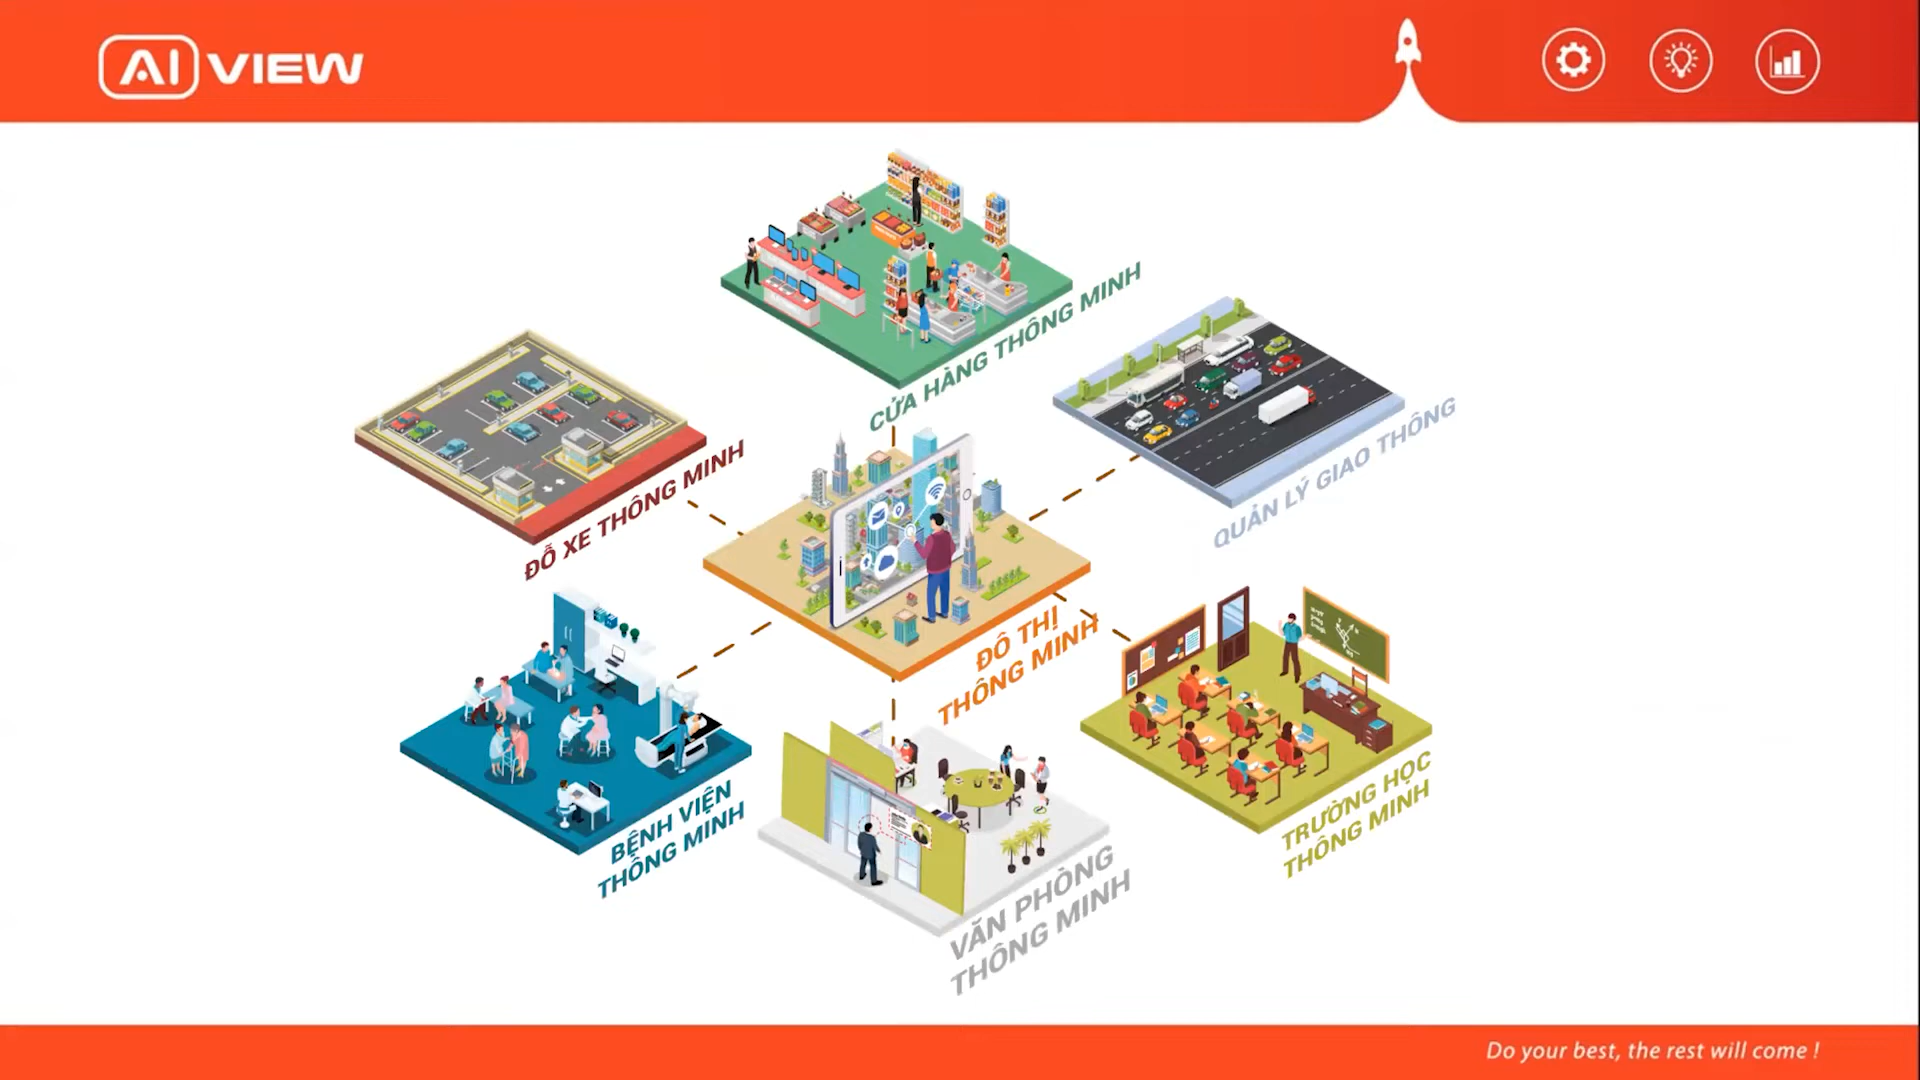 AI VIEW
CỬA HÀNG THÔNG MINH
QUẢN LÝ GIAO THÔNG
ĐỖ XE THÔNG MINH
ĐÔ THỊ
THÔNG MINH
BỆNH VIỆN
THÔNG MINH
TRƯỜNG HỌC
THÔNG MINH
VĂN PHÒNG
THÔNG MINH
Do your best, the rest will come !